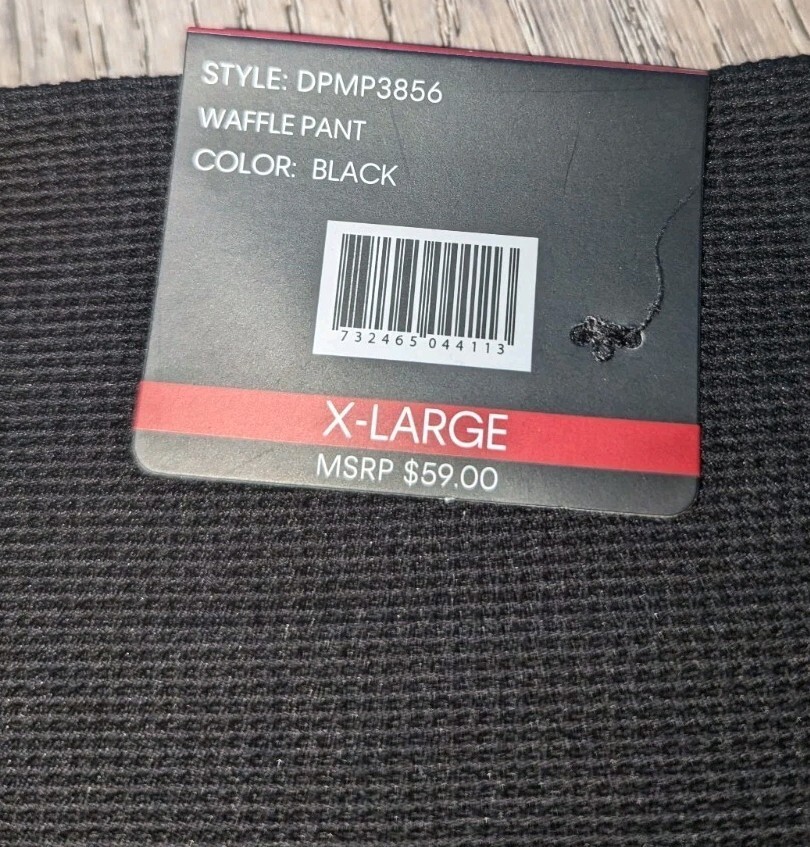 STYLE: DPMP3856
WAFFLE PANT
COLOR: BLACK
732465 044113
X-LARGE
MSRP $59.00